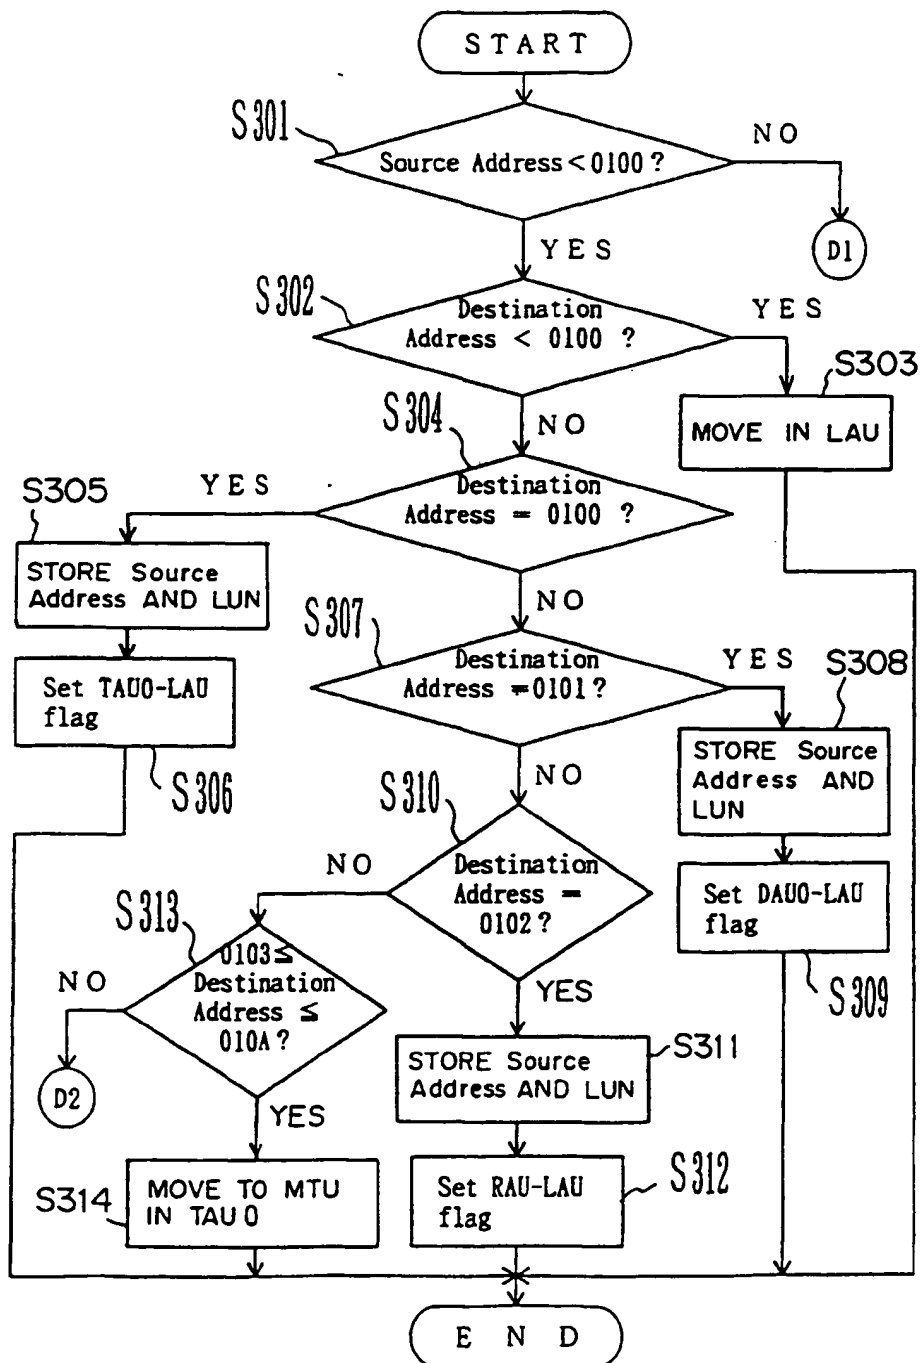 START
S301
Source Address<0100?
NO
D1
YES
S302
Destination
Address < 0100 ?
YES
S303
MOVE IN LAU
S304
NO
Destination
Address = 0100 ?
YES
S305
STORE Source
Address AND LUN
NO
S307
Destination
Address =0101?
YES
S308
STORE Source
Address AND
LUN
Set TAU0-LAU
flag
S306
NO
S310
Destination
Address =
0102?
NO
Set DAU0-LAU
flag
S309
S313
0103≦
Destination
Address ≦
010A?
NO
D2
YES
STORE Source
Address AND LUN
S311
YES
S314
MOVE TO MTU
IN TAU0
Set RAU-LAU
flag
S312
END